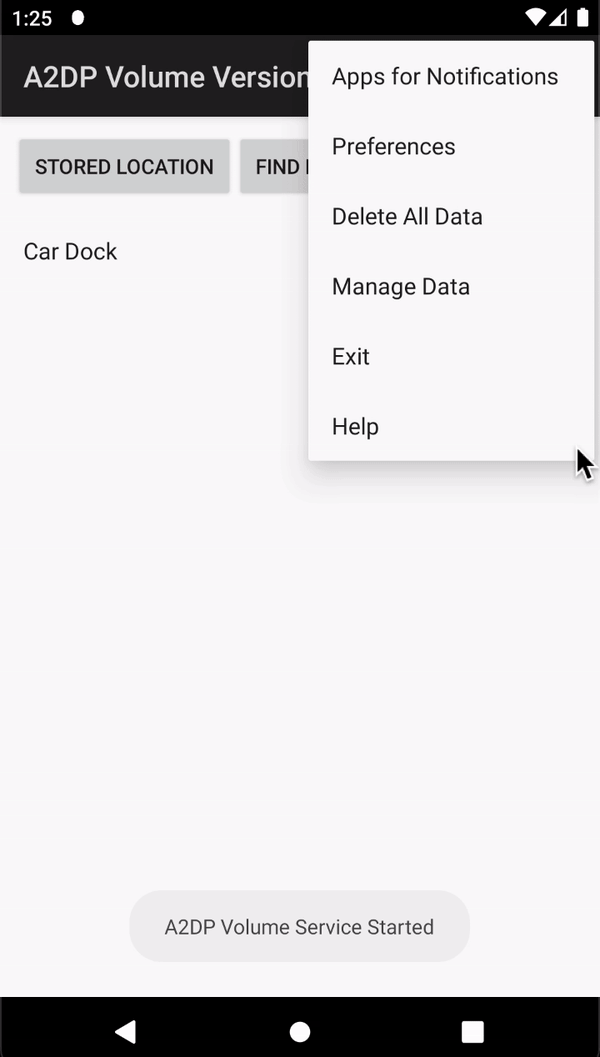 1:25
A2DP Volume Version
Apps for Notifications
Preferences
Delete All Data
Manage Data
Exit
Help
STORED LOCATION
FIND
Car Dock
A2DP Volume Service Started